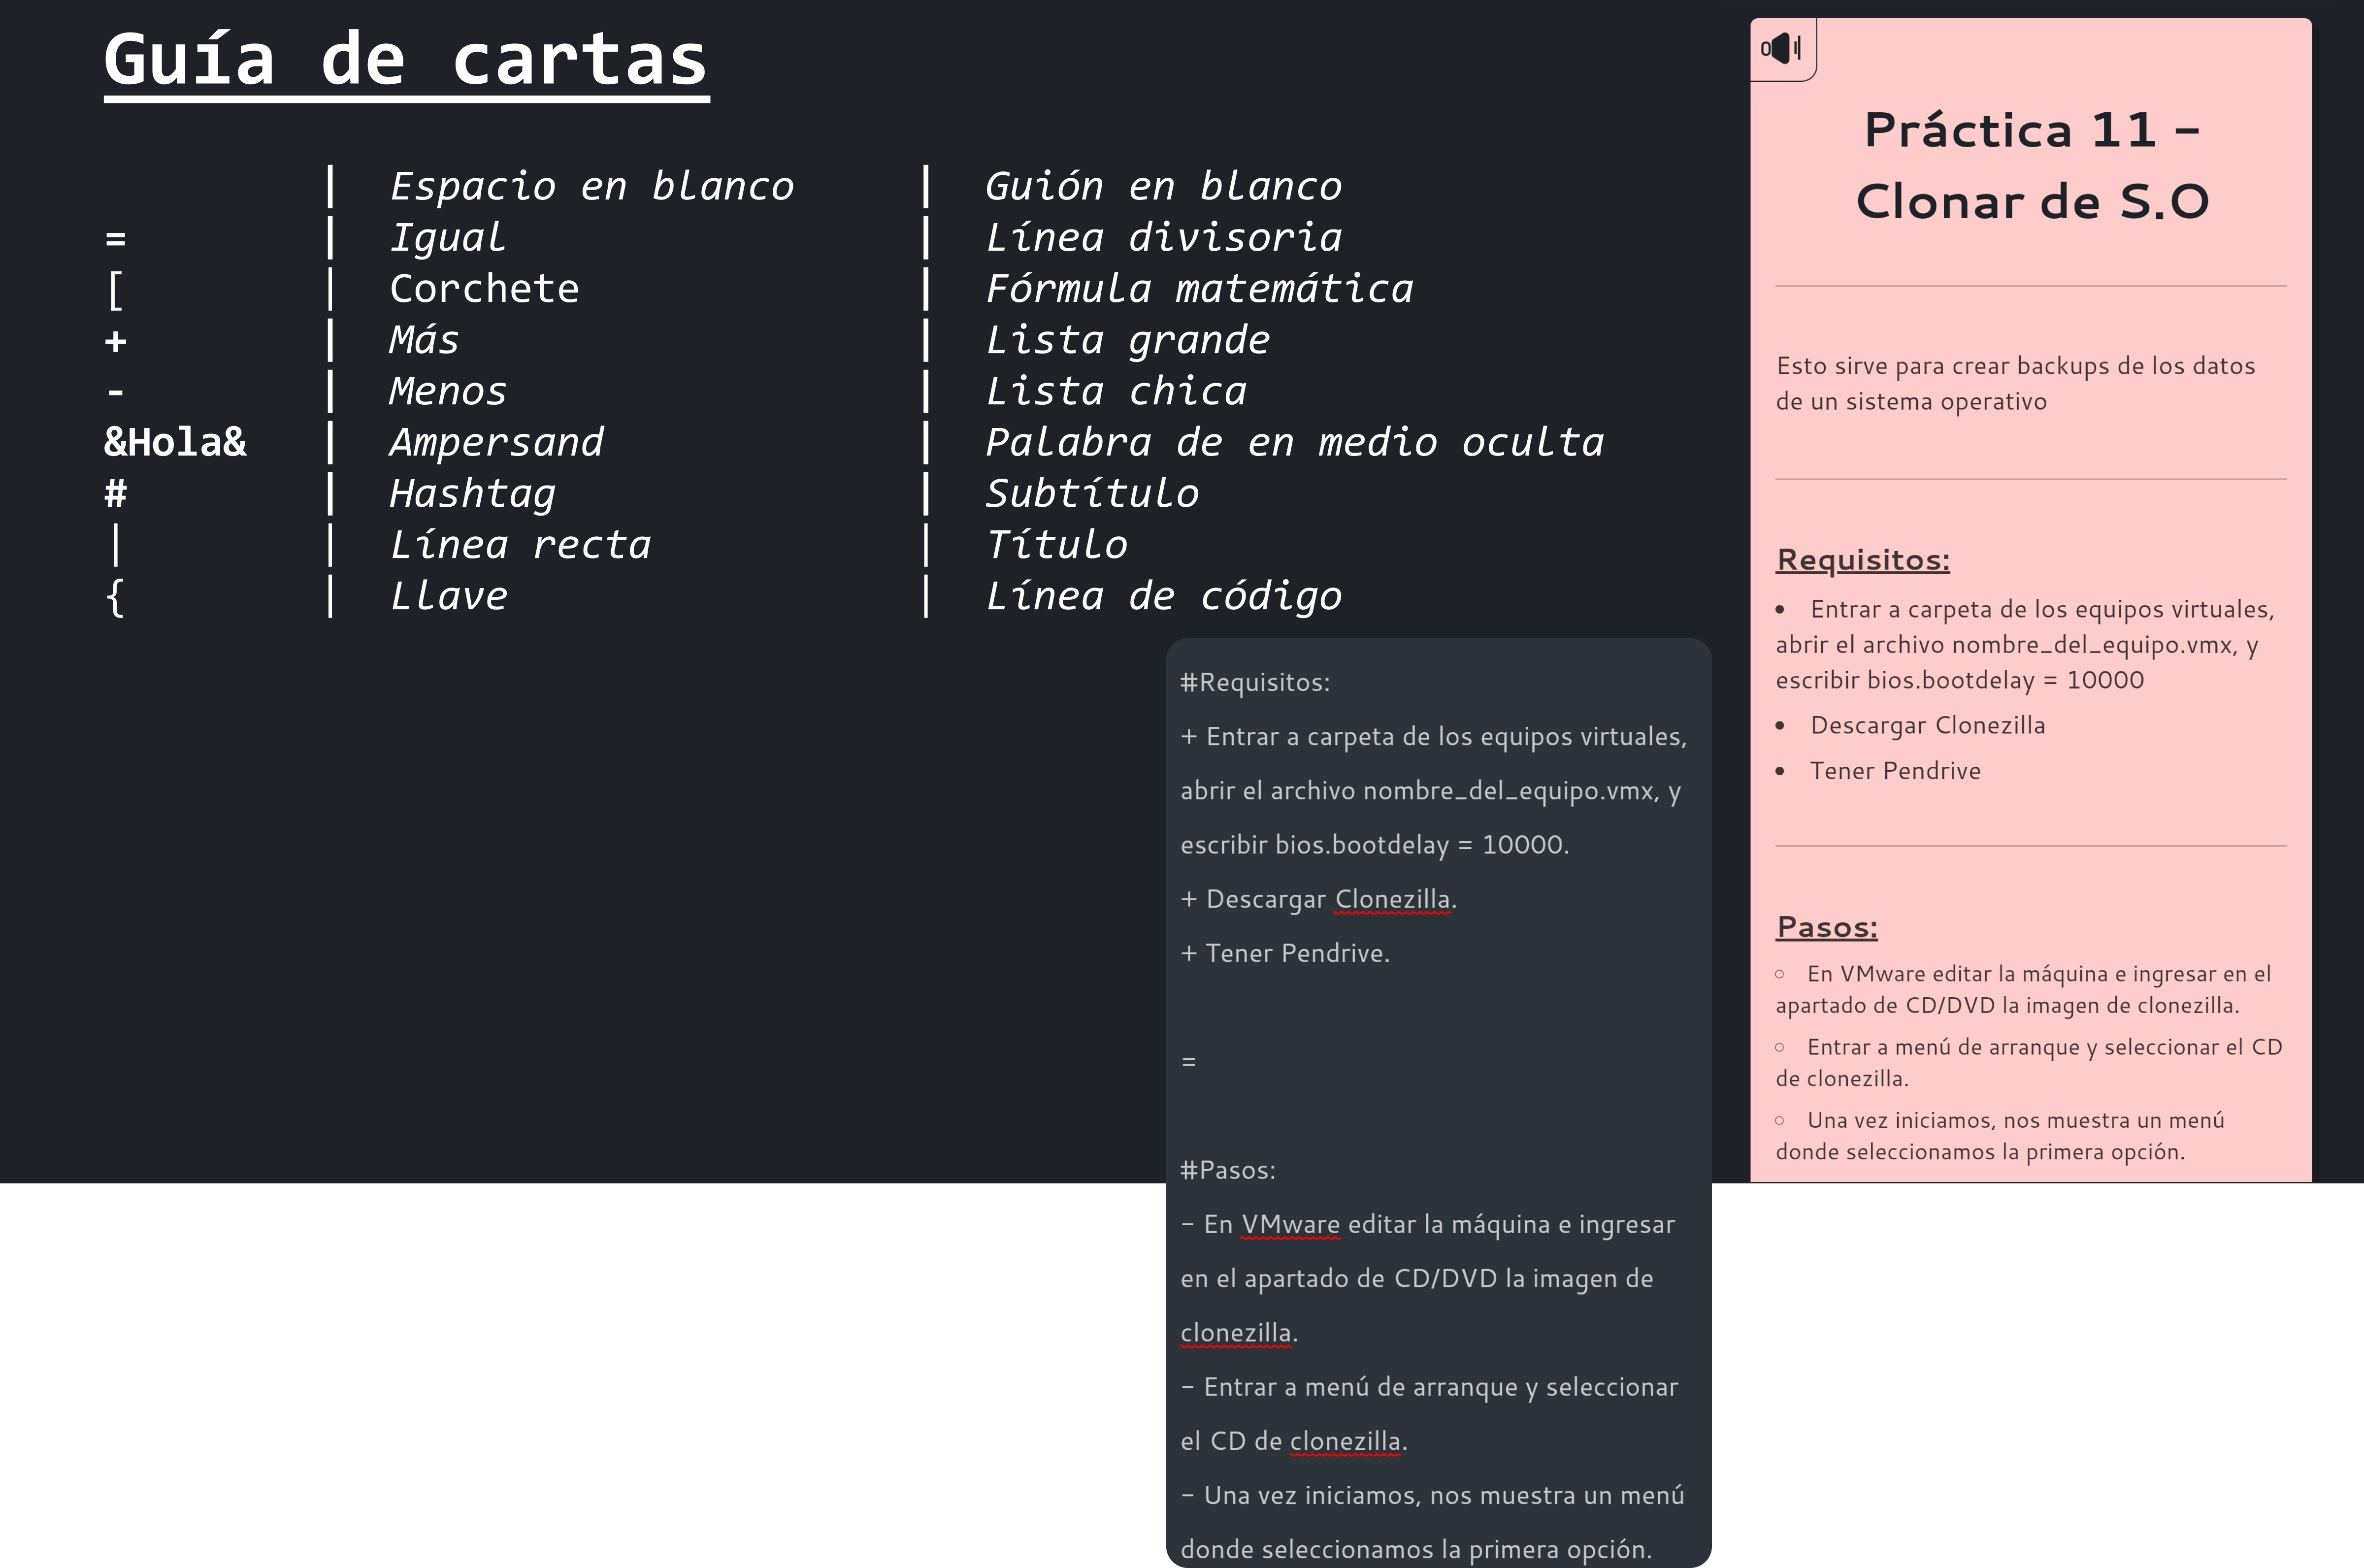 Guía de cartas
| Espacio en blanco | Guión en blanco
= | Igual | Línea divisoria
[ | Corchete | Fórmula matemática
+ | Más | Lista grande
- | Menos | Lista chica
&Hola& | Ampersand | Palabra de en medio oculta
# | Hashtag | Subtítulo
| | Línea recta | Título
{ | Llave | Línea de código
#Requisitos:
+ Entrar a carpeta de los equipos virtuales,
abrir el archivo nombre_del_equipo.vmx, y
escribir bios.bootdelay = 10000.
+ Descargar Clonezilla.
+ Tener Pendrive.
=
#Pasos:
- En VMware editar la máquina e ingresar
en el apartado de CD/DVD la imagen de
clonezilla.
- Entrar a menú de arranque y seleccionar
el CD de clonezilla.
- Una vez iniciamos, nos muestra un menú
donde seleccionamos la primera opción.
Práctica 11 -
Clonar de S.O
Esto sirve para crear backups de los datos
de un sistema operativo
Requisitos:
• Entrar a carpeta de los equipos virtuales,
abrir el archivo nombre_del_equipo.vmx, y
escribir bios.bootdelay = 10000
• Descargar Clonezilla
• Tener Pendrive
Pasos:
○ En VMware editar la máquina e ingresar en el
apartado de CD/DVD la imagen de clonezilla.
○ Entrar a menú de arranque y seleccionar el CD
de clonezilla.
○ Una vez iniciamos, nos muestra un menú
donde seleccionamos la primera opción.